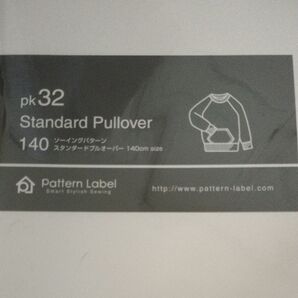 pk32
Standard Pullover
140 ソーイングパターン
スタンダードプルオーバー 140cm size
Pattern Label
Smart Stylish Sewing
http://www.pattern-label.com